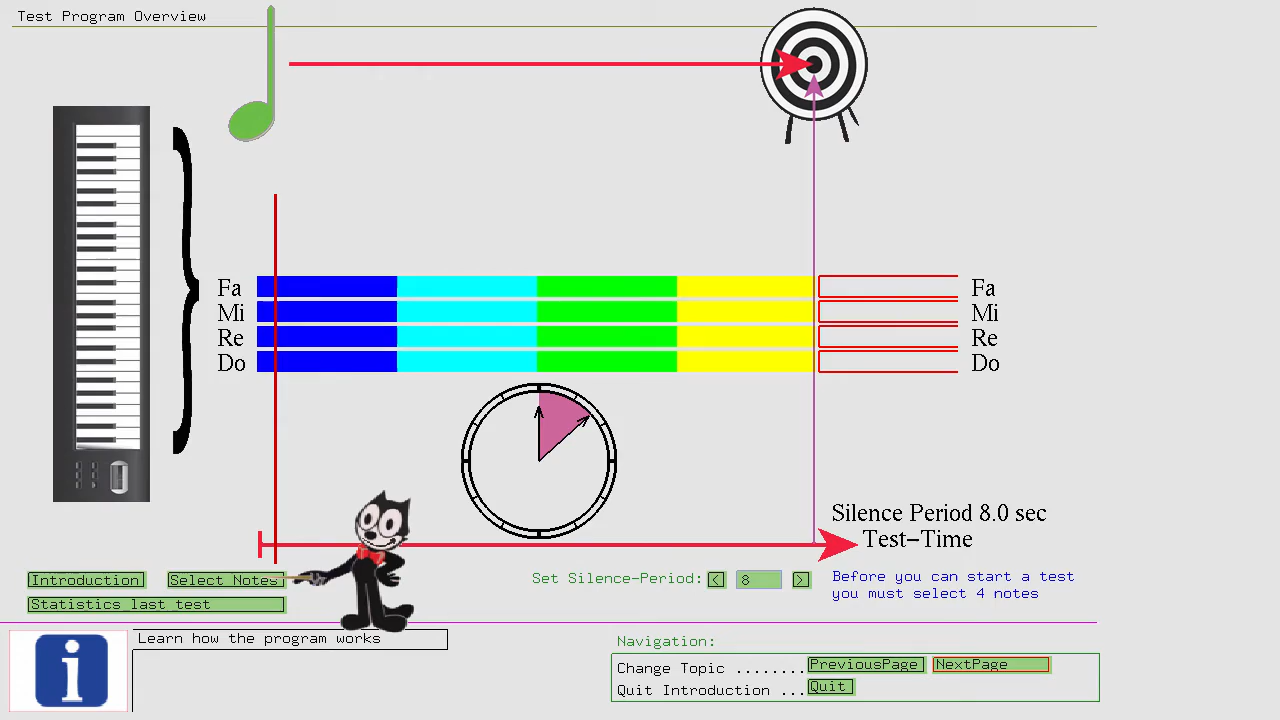 Test Program Overview
Fa
Mi
Re
Do
Fa
Mi
Re
Do
Silence Period 8.0 sec
Test-Time
Introduction
Select Notes
Statistics last test
Set Silence-Period: < 8 >
Before you can start a test
you must select 4 notes
i
Learn how the program works
Navigation:
Change Topic ........ PreviousPage NextPage
Quit Introduction ... Quit